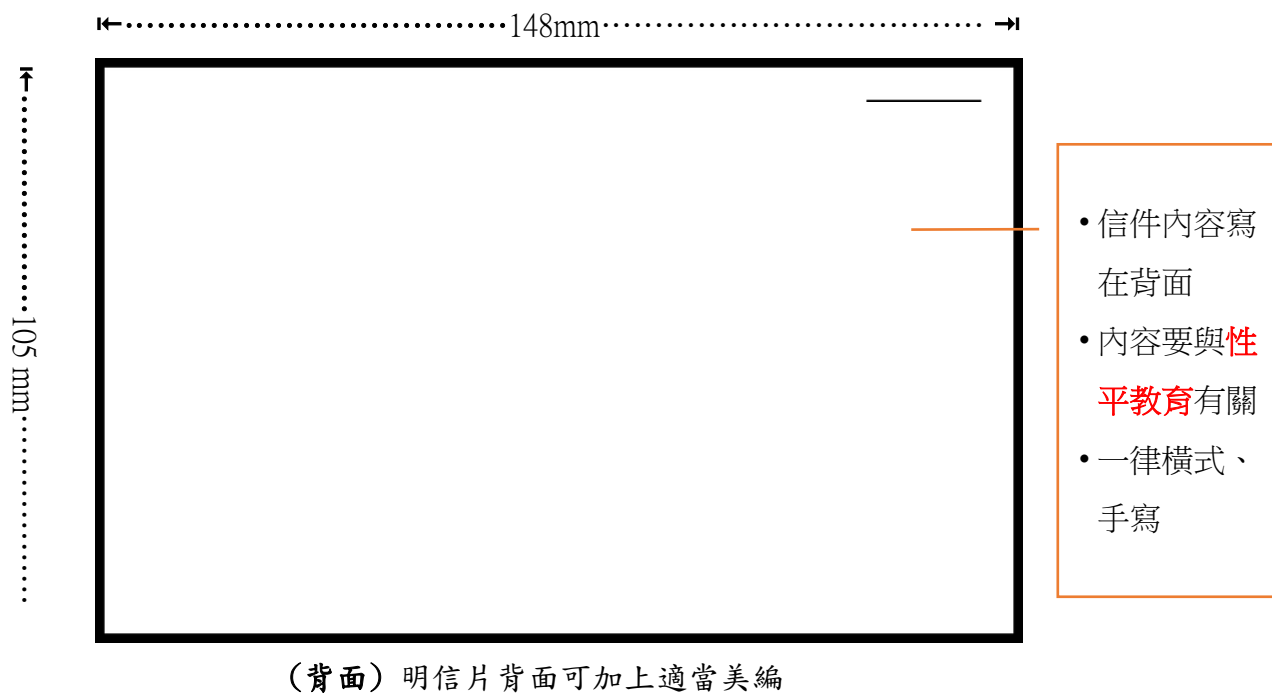 148mm
105 mm
•信件內容寫
在背面
•內容要與性
平教育有關
•一律橫式、
手寫
（背面）明信片背面可加上適當美編